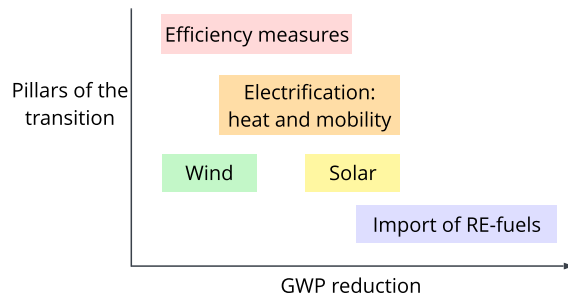 Efficiency measures
Pillars of the
transition
Electrification:
heat and mobility
Wind
Solar
Import of RE-fuels
GWP reduction